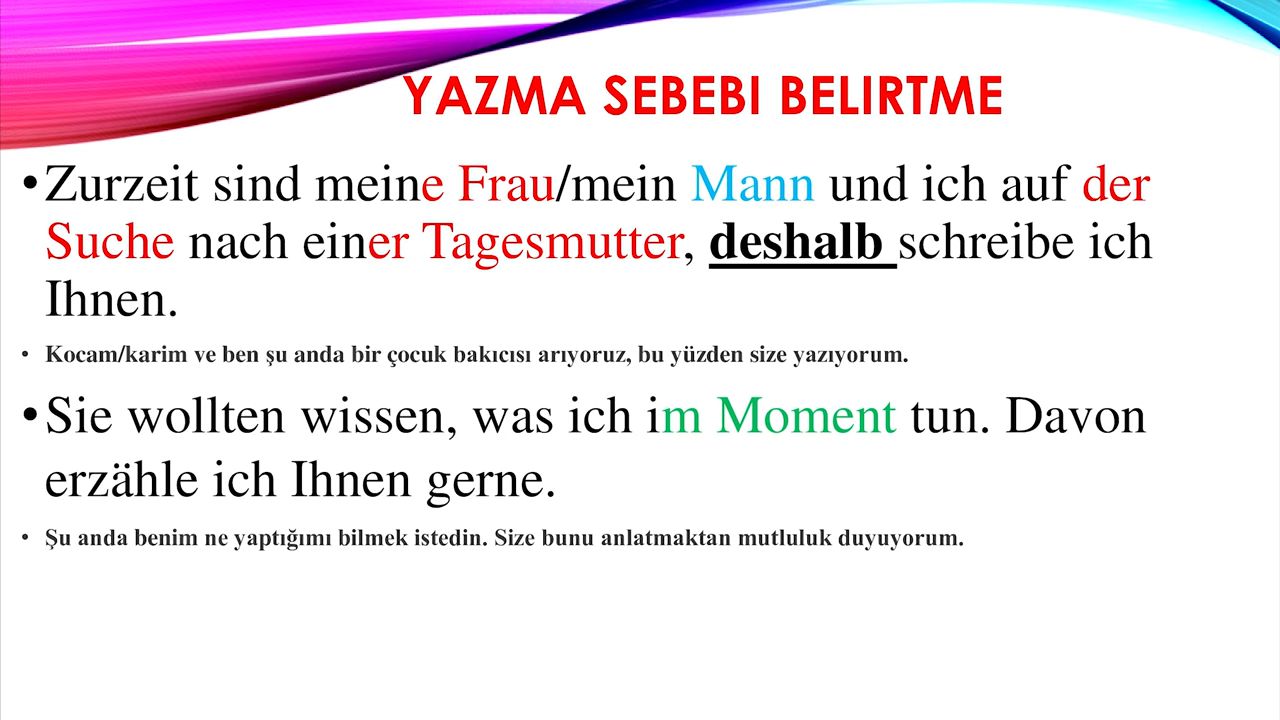 YAZMA SEBEBI BELIRTME
•Zurzeit sind meine Frau/mein Mann und ich auf der
Suche nach einer Tagesmutter, deshalb schreibe ich
Ihnen.
• Kocam/karim ve ben şu anda bir çocuk bakıcısı arıyoruz, bu yüzden size yazıyorum.
•Sie wollten wissen, was ich im Moment tun. Davon
erzähle ich Ihnen gerne.
• Şu anda benim ne yaptığımı bilmek istedin. Size bunu anlatmaktan mutluluk duyuyorum.